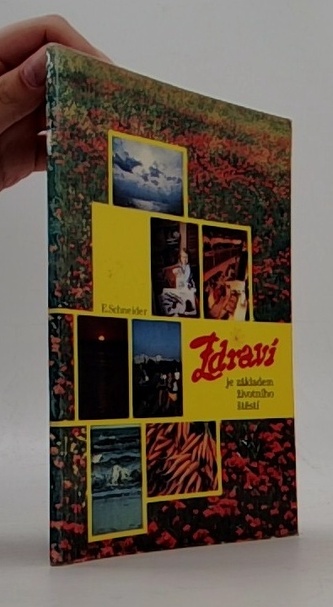 E. Schneider
Zdraví
je základem
životního
štěstí